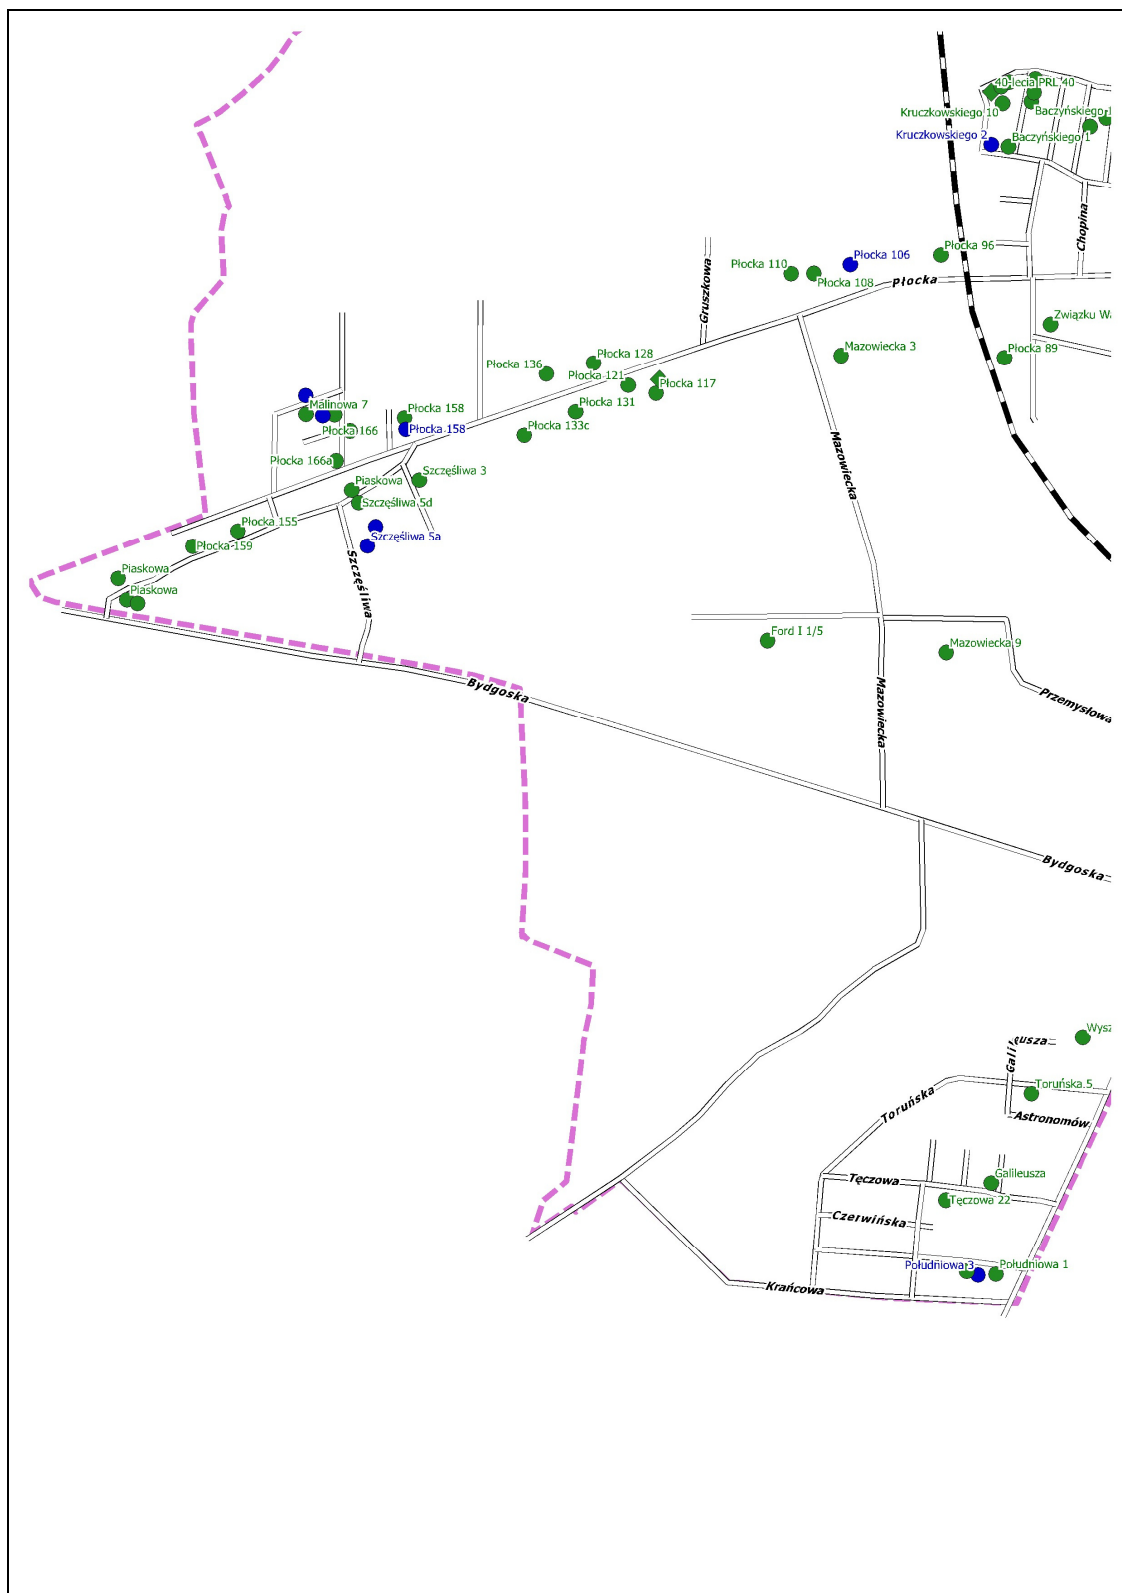 40-lecia PRL 40
Kruczkowskiego 10
Baczyńskiego 1
Kruczkowskiego 2
Baczyńskiego 1
Chopina
Płocka 96
Płocka 106
Płocka 110
Płocka 108
Płocka
Gruszkowa
Związku Wa
Mazowiecka 3
Płocka 89
Płocka 128
Płocka 136
Płocka 121
Płocka 117
Malinowa 7
Płocka 158
Płocka 131
Płocka 166
Płocka 158
Płocka 133c
Mazowiecka
Płocka 166a
Szczęśliwa 3
Piaskowa
Szczęśliwa 5d
Płocka 155
Szczęśliwa 5a
Płocka 159
Piaskowa
Szczęśliwa
Piaskowa
Ford I 1/5
Mazowiecka 9
Bydgoska
Mazowiecka
Przemysłowa
Bydgoska
Wysz
Galileusza
Toruńska 5
Toruńska
Astronomów
Galileusza
Tęczowa
Tęczowa 22
Czerwińska
Południowa 3
Południowa 1
Krańcowa